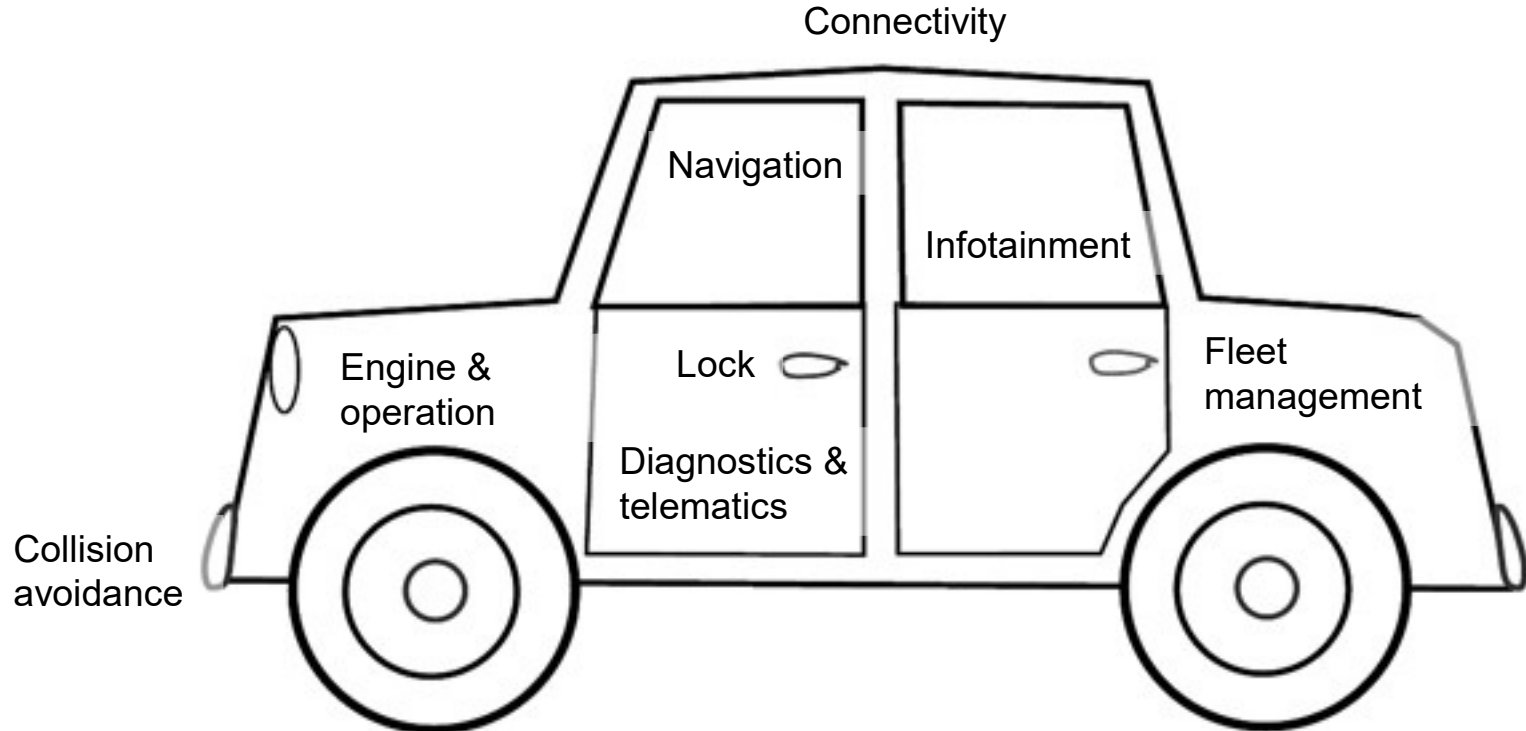 Connectivity
Navigation
Infotainment
Engine &
operation
Lock
Fleet
management
Diagnostics &
telematics
Collision
avoidance